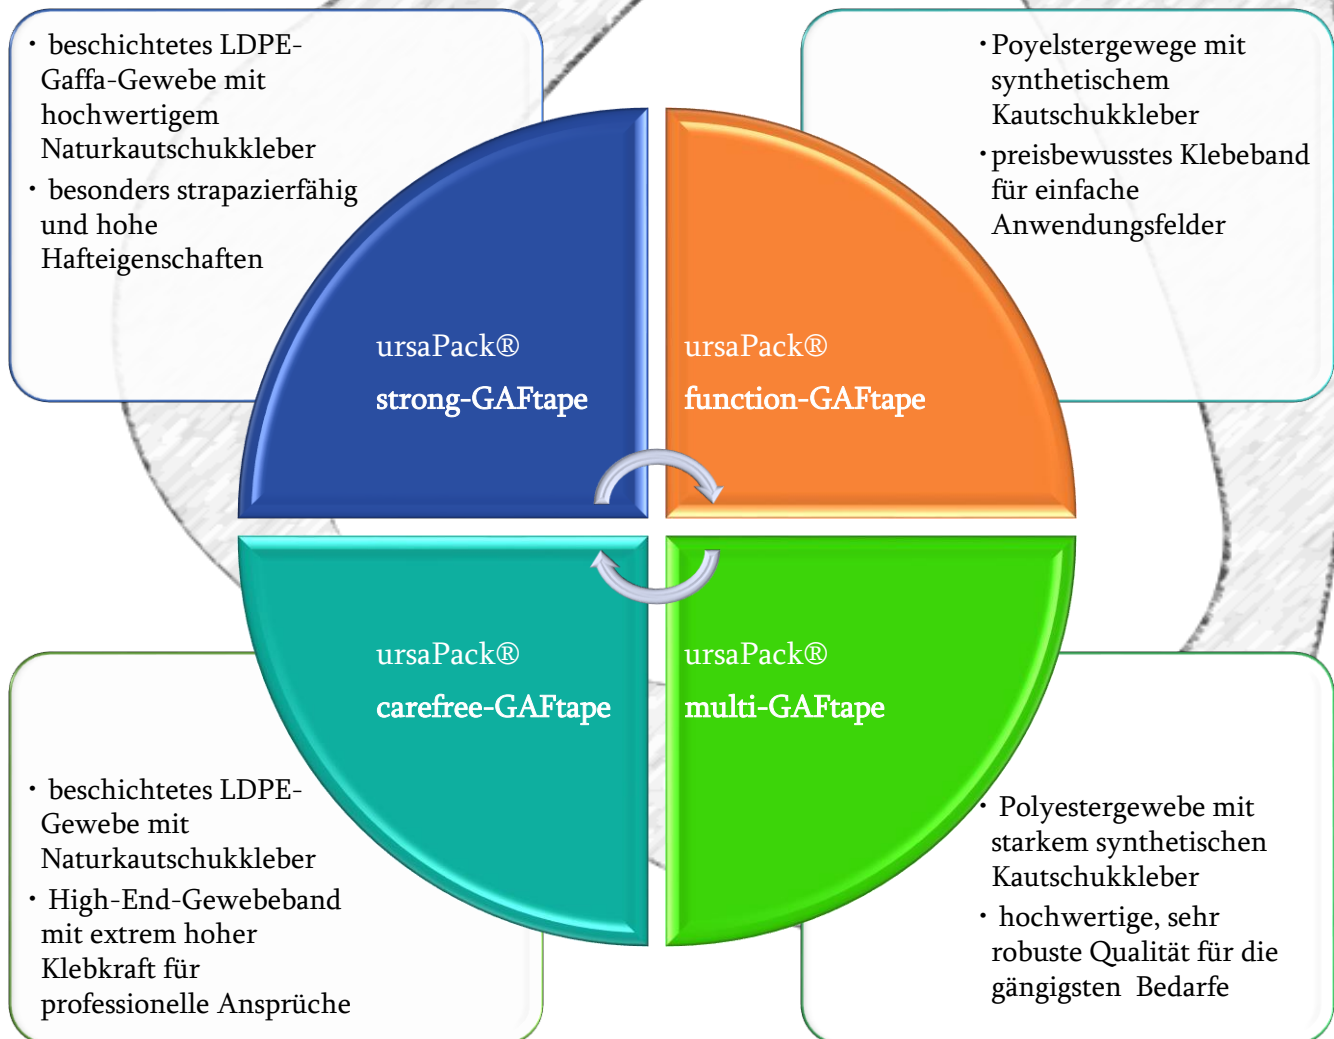 · beschichtetes LDPE-
Gaffa-Gewebe mit
hochwertigem
Naturkautschukkleber
· besonders strapazierfähig
und hohe
Hafteigenschaften
· Poyelstergewege mit
synthetischem
Kautschukkleber
· preisbewusstes Klebeband
für einfache
Anwendungsfelder
ursaPack®
strong-GAFtape
ursaPack®
function-GAFtape
ursaPack®
carefree-GAFtape
ursaPack®
multi-GAFtape
· beschichtetes LDPE-
Gewebe mit
Naturkautschukkleber
· High-End-Gewebeband
mit extrem hoher
Klebkraft für
professionelle Ansprüche
· Polyestergewebe mit
starkem synthetischen
Kautschukkleber
· hochwertige, sehr
robuste Qualität für die
gängigsten Bedarfe